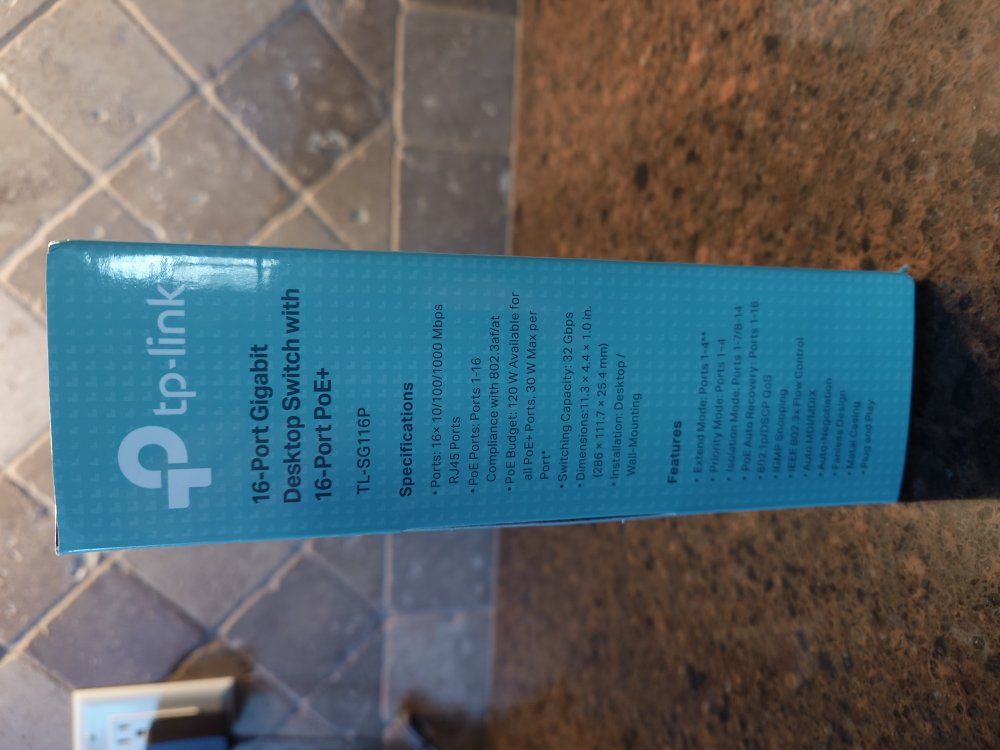 tp-link
16-Port Gigabit
Desktop Switch with
16-Port PoE+
TL-SG116P
Specifications
• Ports: 16× 10/100/1000 Mbps
RJ45 Ports
• PoE Ports: Ports 1-16
Compliance with 802.3af/at
• PoE Budget: 120 W Available for
all PoE+ Ports, 30 W Max per
Port*
• Switching Capacity: 32 Gbps
• Dimensions:11.3 × 4.4 × 1.0 in.
(286 × 111.7 × 25.4 mm)
• Installation: Desktop /
Wall-Mounting
Features
• Extend Mode: Ports 1-4**
• Priority Mode: Ports 1-4
• Isolation Mode: Ports 1-7/8-14
• PoE Auto Recovery: Ports 1-16
• 802.1p/DSCP QoS
• IGMP Snooping
• IEEE 802.3x Flow Control
• Auto MDI/MDIX
• Auto-Negotiation
• Fanless Design
• Metal Casing
• Plug and Play